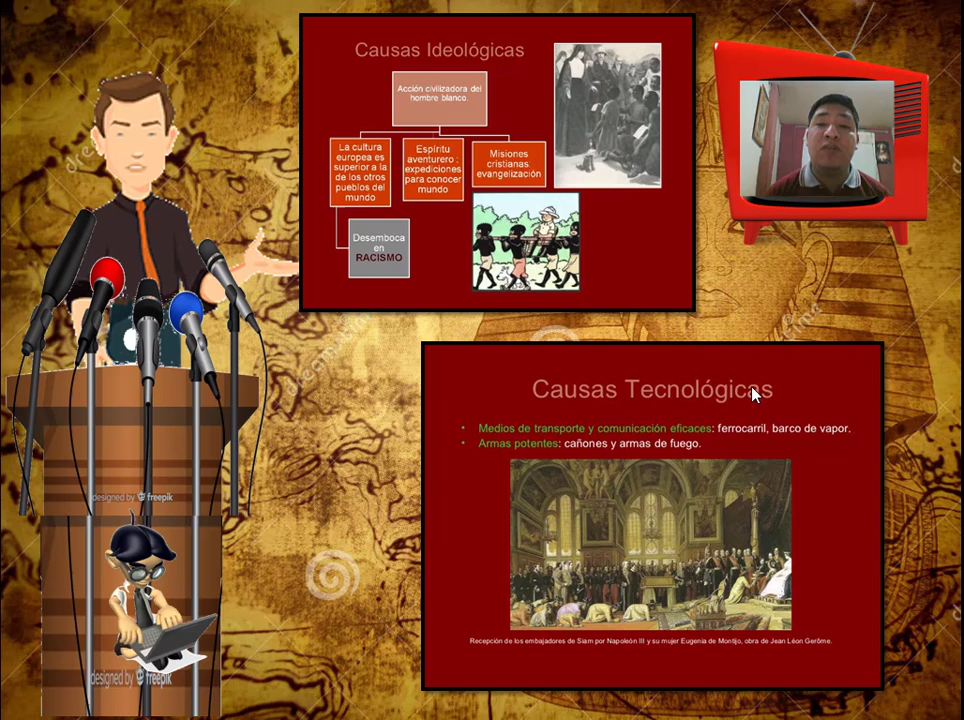 Causas Ideológicas
Acción civilizadora del
hombre blanco.
La cultura
europea es
superior a la
de los otros
pueblos del
mundo
Espíritu
aventurero :
expediciones
para conocer
mundo
Misiones
cristianas.
evangelización
Desemboca
en
RACISMO
Causas Tecnológicas
• Medios de transporte y comunicación eficaces: ferrocarril, barco de vapor.
• Armas potentes: cañones y armas de fuego.
Recepción de los embajadores de Siam por Napoleón III y su mujer Eugenia de Montijo, obra de Jean Léon Gerôme.
designed by freepik
designed by freepik